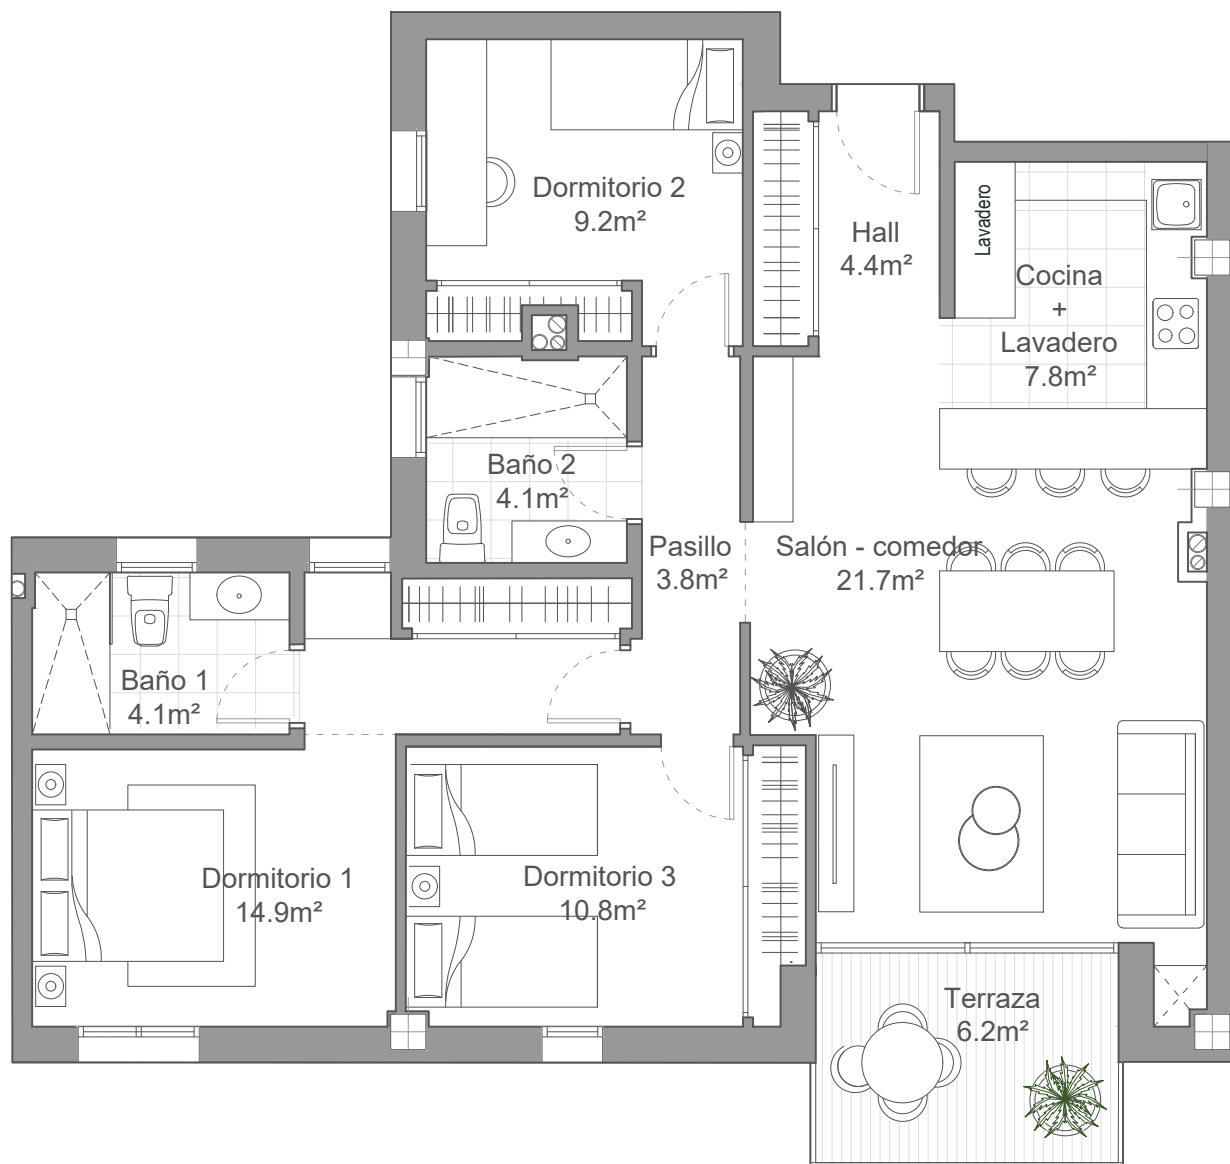 Dormitorio 2
9.2m²
Hall
4.4m²
Lavadero
Cocina
+
Lavadero
7.8m²
Baño 2
4.1m²
Pasillo
3.8m²
Salón - comedor
21.7m²
Baño 1
4.1m²
Dormitorio 1
14.9m²
Dormitorio 3
10.8m²
Terraza
6.2m²